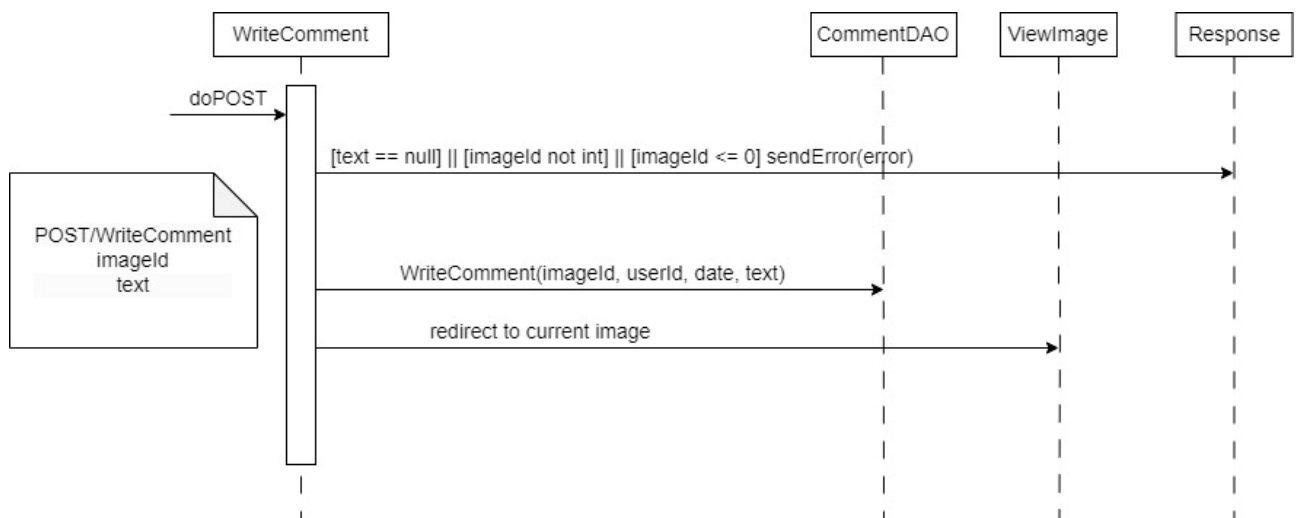 WriteComment
CommentDAO
ViewImage
Response
doPOST
[text == null] || [imageId not int] || [imageId <= 0] sendError(error)
POST/WriteComment
imageId
text
WriteComment(imageId, userId, date, text)
redirect to current image